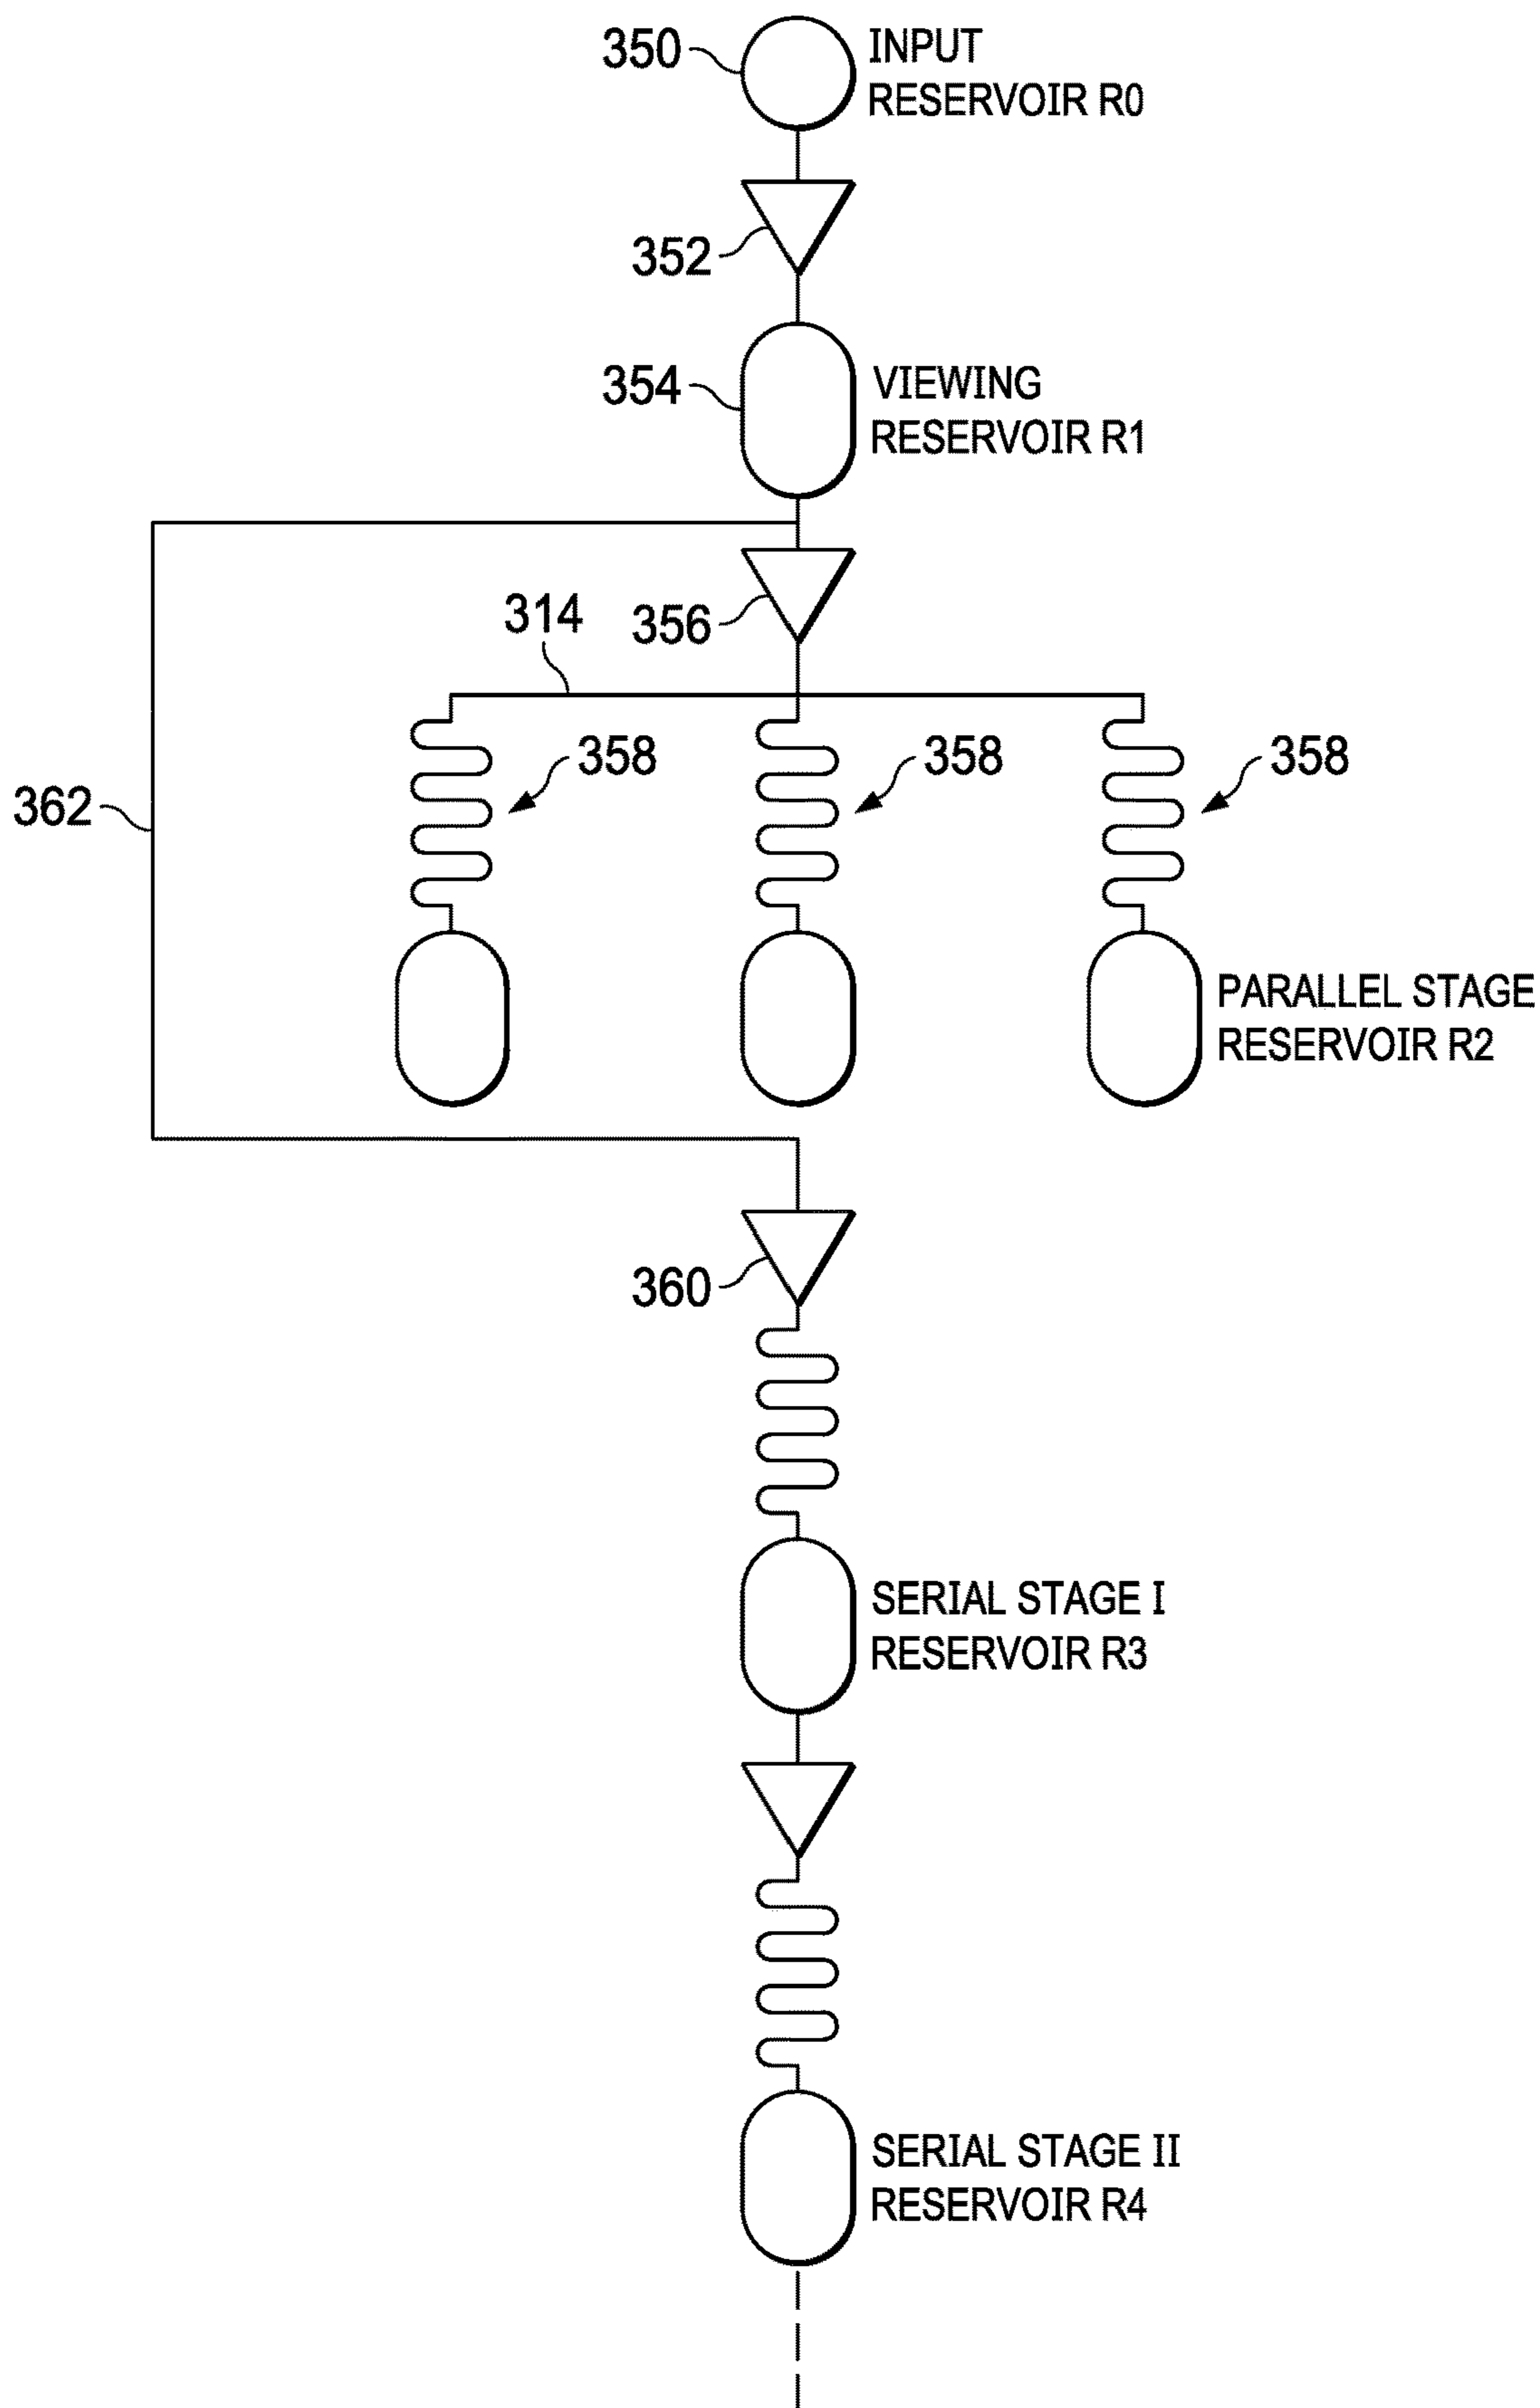 350
INPUT
RESERVOIR R0
352
354
VIEWING
RESERVOIR R1
314
356
358
358
358
362
PARALLEL STAGE
RESERVOIR R2
360
SERIAL STAGE I
RESERVOIR R3
SERIAL STAGE II
RESERVOIR R4